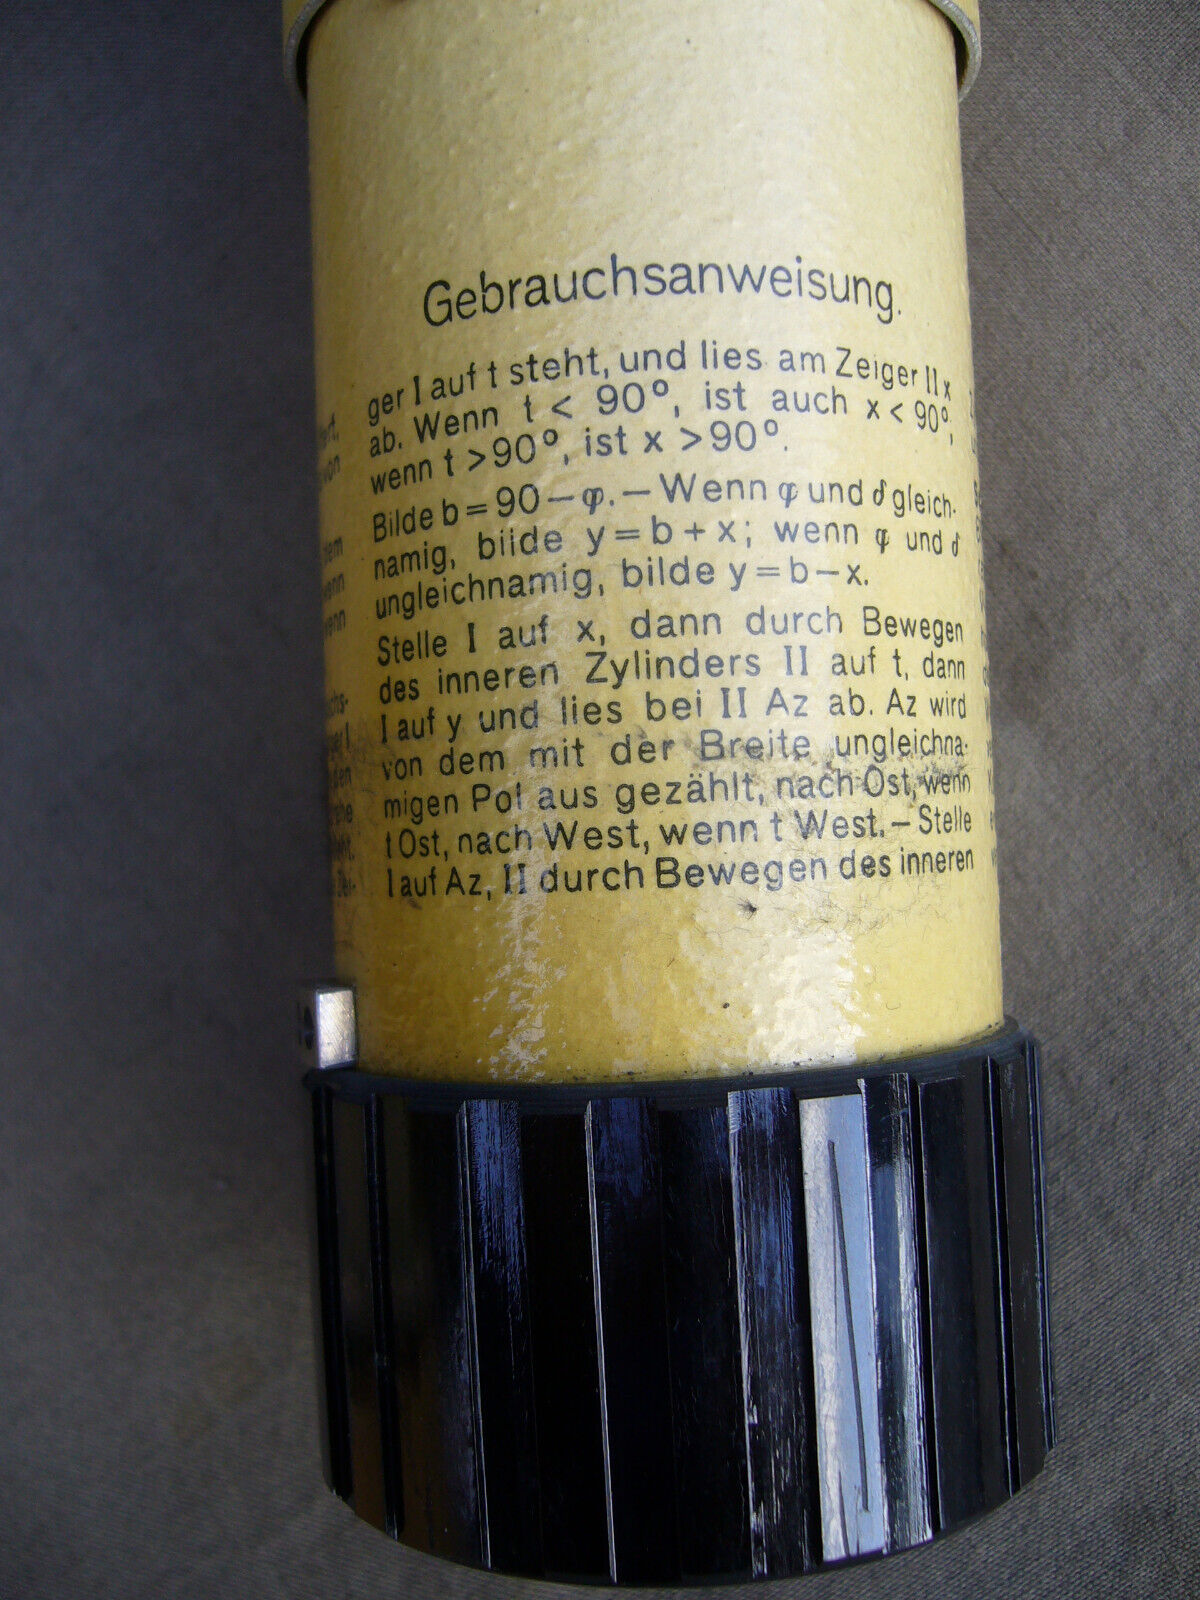 Gebrauchsanweisung.
ger I auf t steht, und lies am Zeiger II x
ab. Wenn t < 90°, ist auch x < 90°,
wenn t > 90°, ist x > 90°.
Bilde b = 90 — φ. — Wenn φ und δ gleich-
namig, bilde y = b + x; wenn φ und δ
ungleichnamig, bilde y = b — x.
Stelle I auf x, dann durch Bewegen
des inneren Zylinders II auf t, dann
I auf y und lies bei II Az ab. Az wird
von dem mit der Breite ungleichna-
migen Pol aus gezählt, nach Ost, wenn
t Ost, nach West, wenn t West. — Stelle
I auf Az, II durch Bewegen des inneren